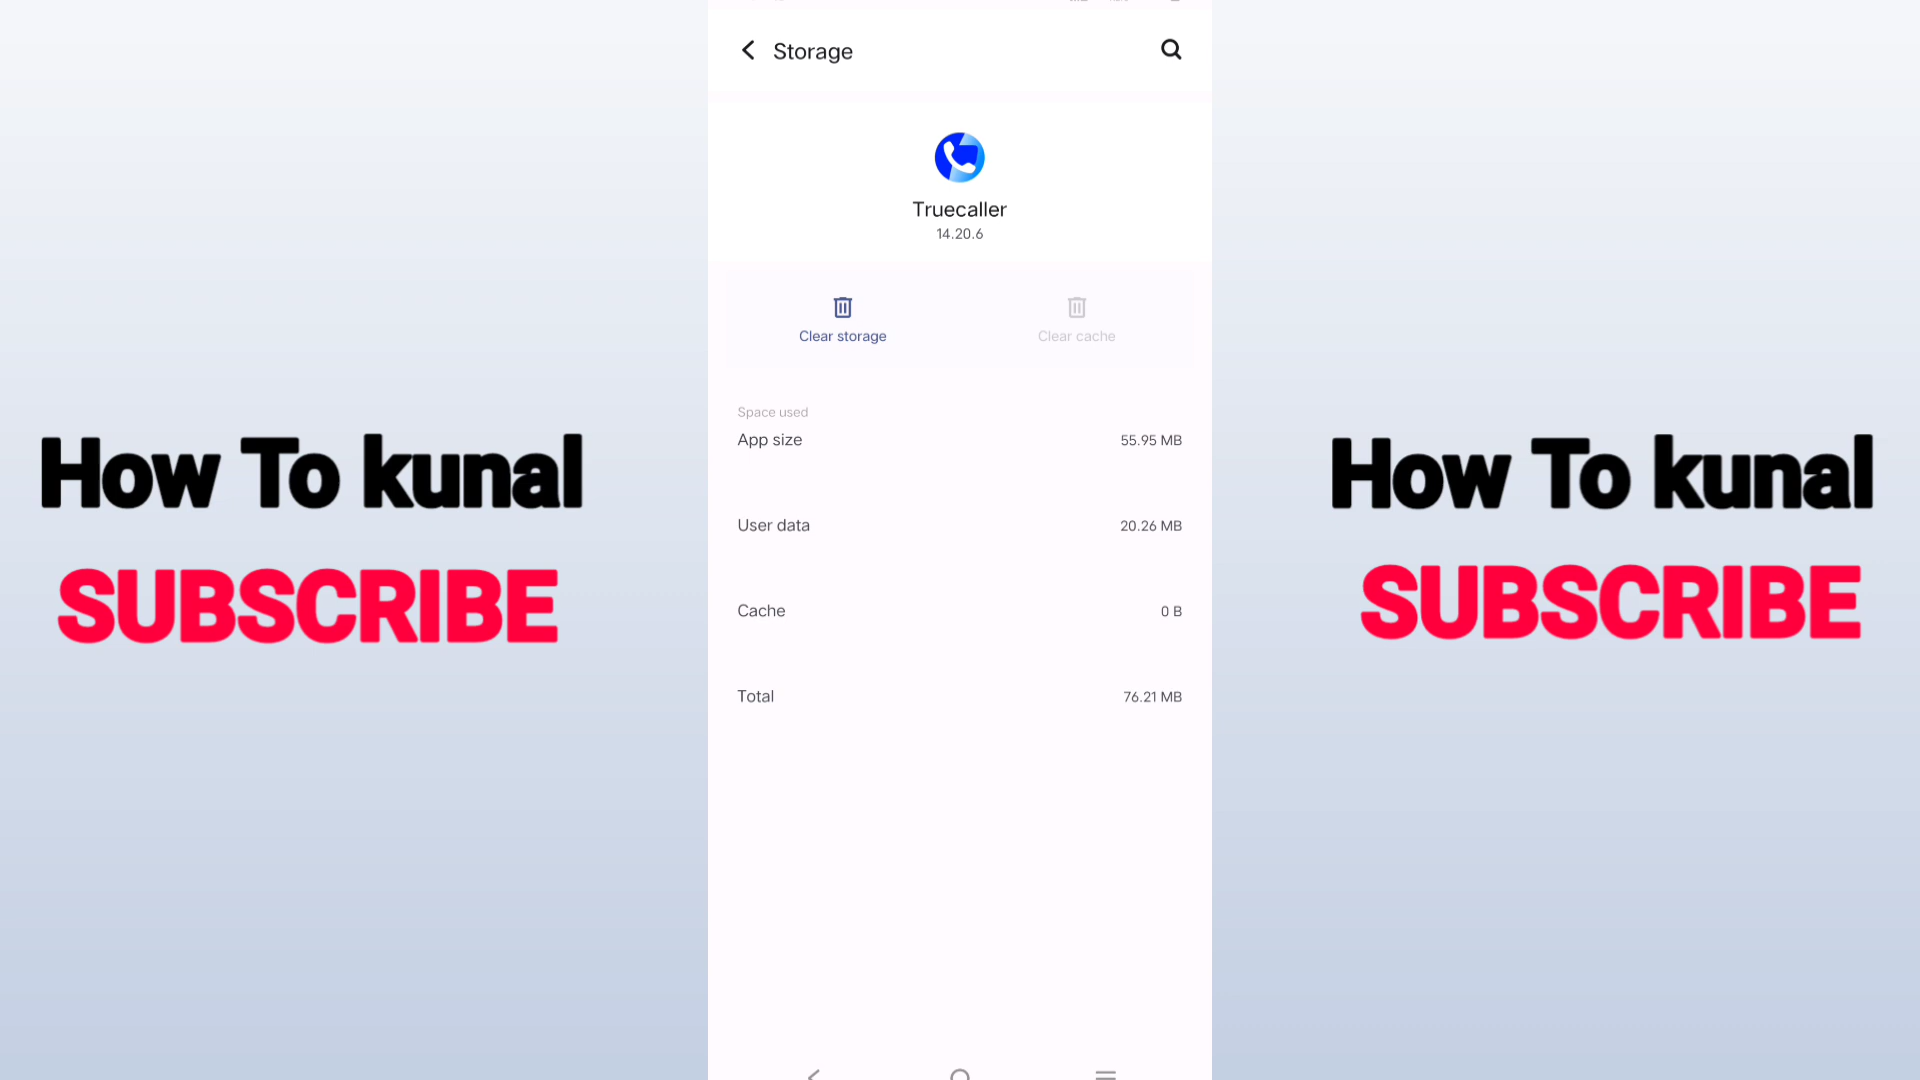 Storage
Truecaller
14.20.6
Clear storage
Clear cache
Space used
App size 55.95 MB
User data 20.26 MB
Cache 0 B
Total 76.21 MB
How To kunal
SUBSCRIBE
How To kunal
SUBSCRIBE